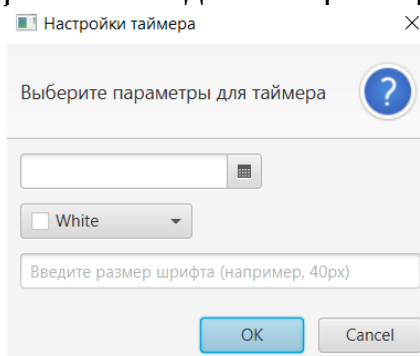 Настройки таймера
Выберите параметры для таймера
?
White
Введите размер шрифта (например, 40px)
OK
Cancel